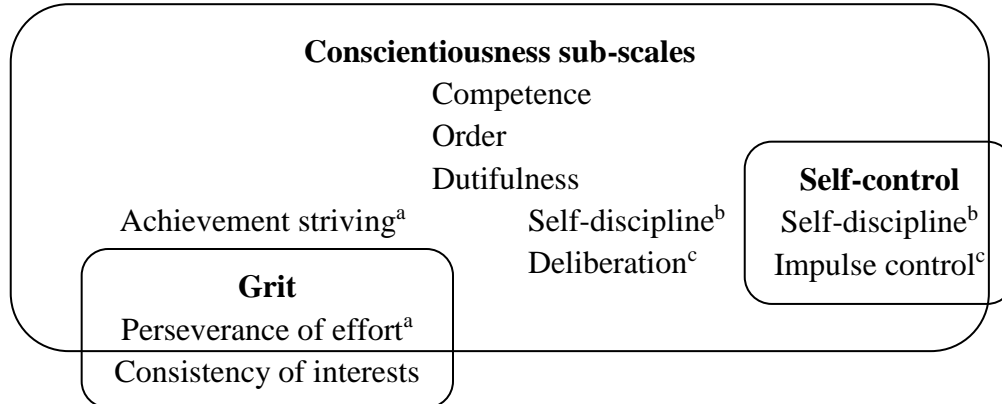 Conscientiousness sub-scales
Competence
Order
Dutifulness
Achievement striving^a
Self-discipline^b
Deliberation^c
Self-control
Self-discipline^b
Impulse control^c
Grit
Perseverance of effort^a
Consistency of interests